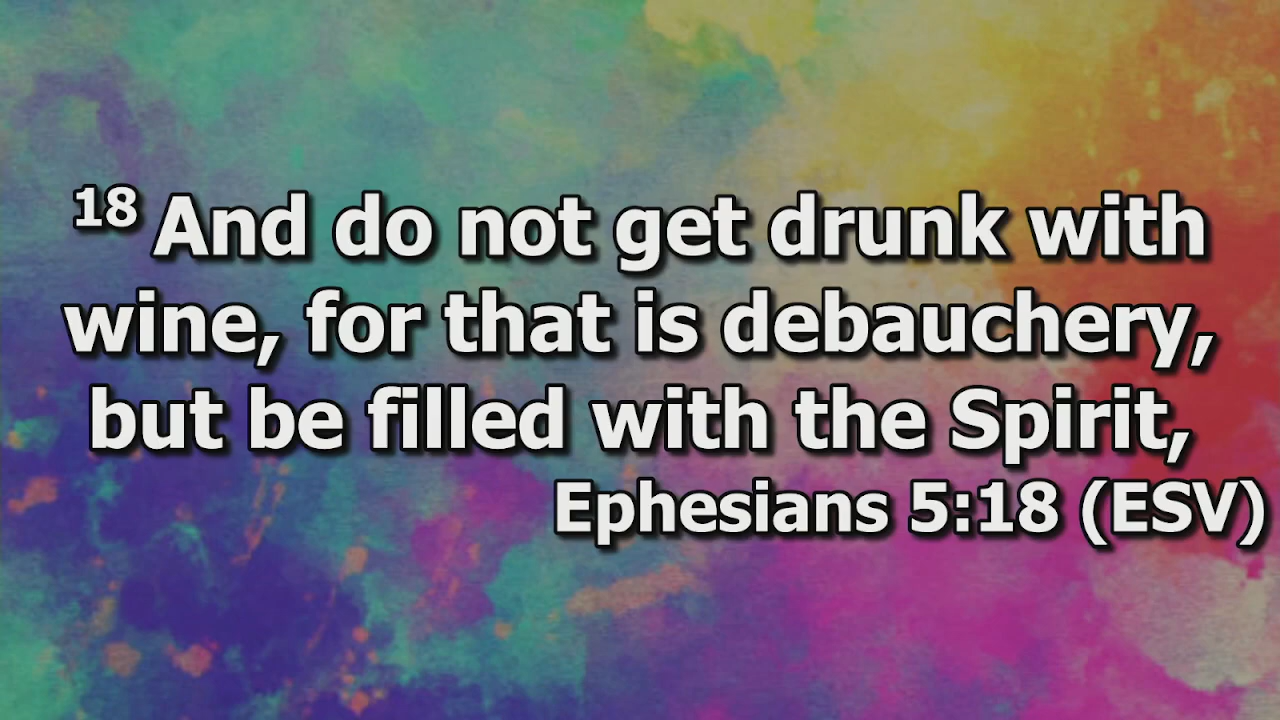 18 And do not get drunk with
wine, for that is debauchery,
but be filled with the Spirit,
Ephesians 5:18 (ESV)